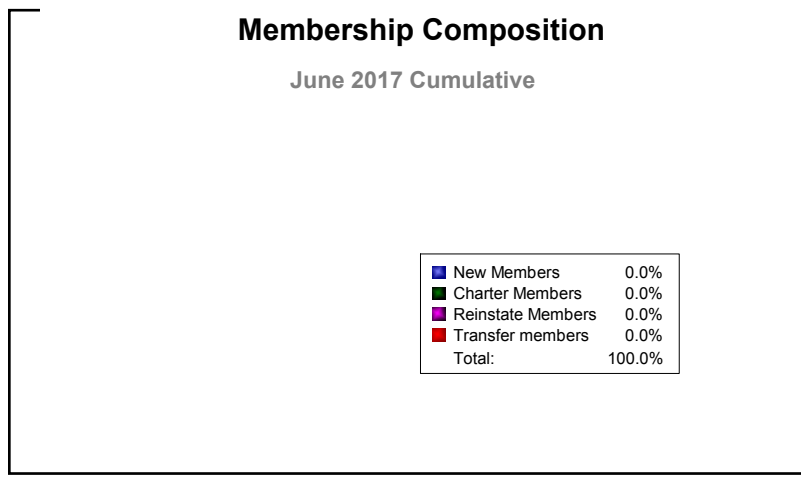 Membership Composition
June 2017 Cumulative
New Members 0.0%
Charter Members 0.0%
Reinstate Members 0.0%
Transfer members 0.0%
Total: 100.0%